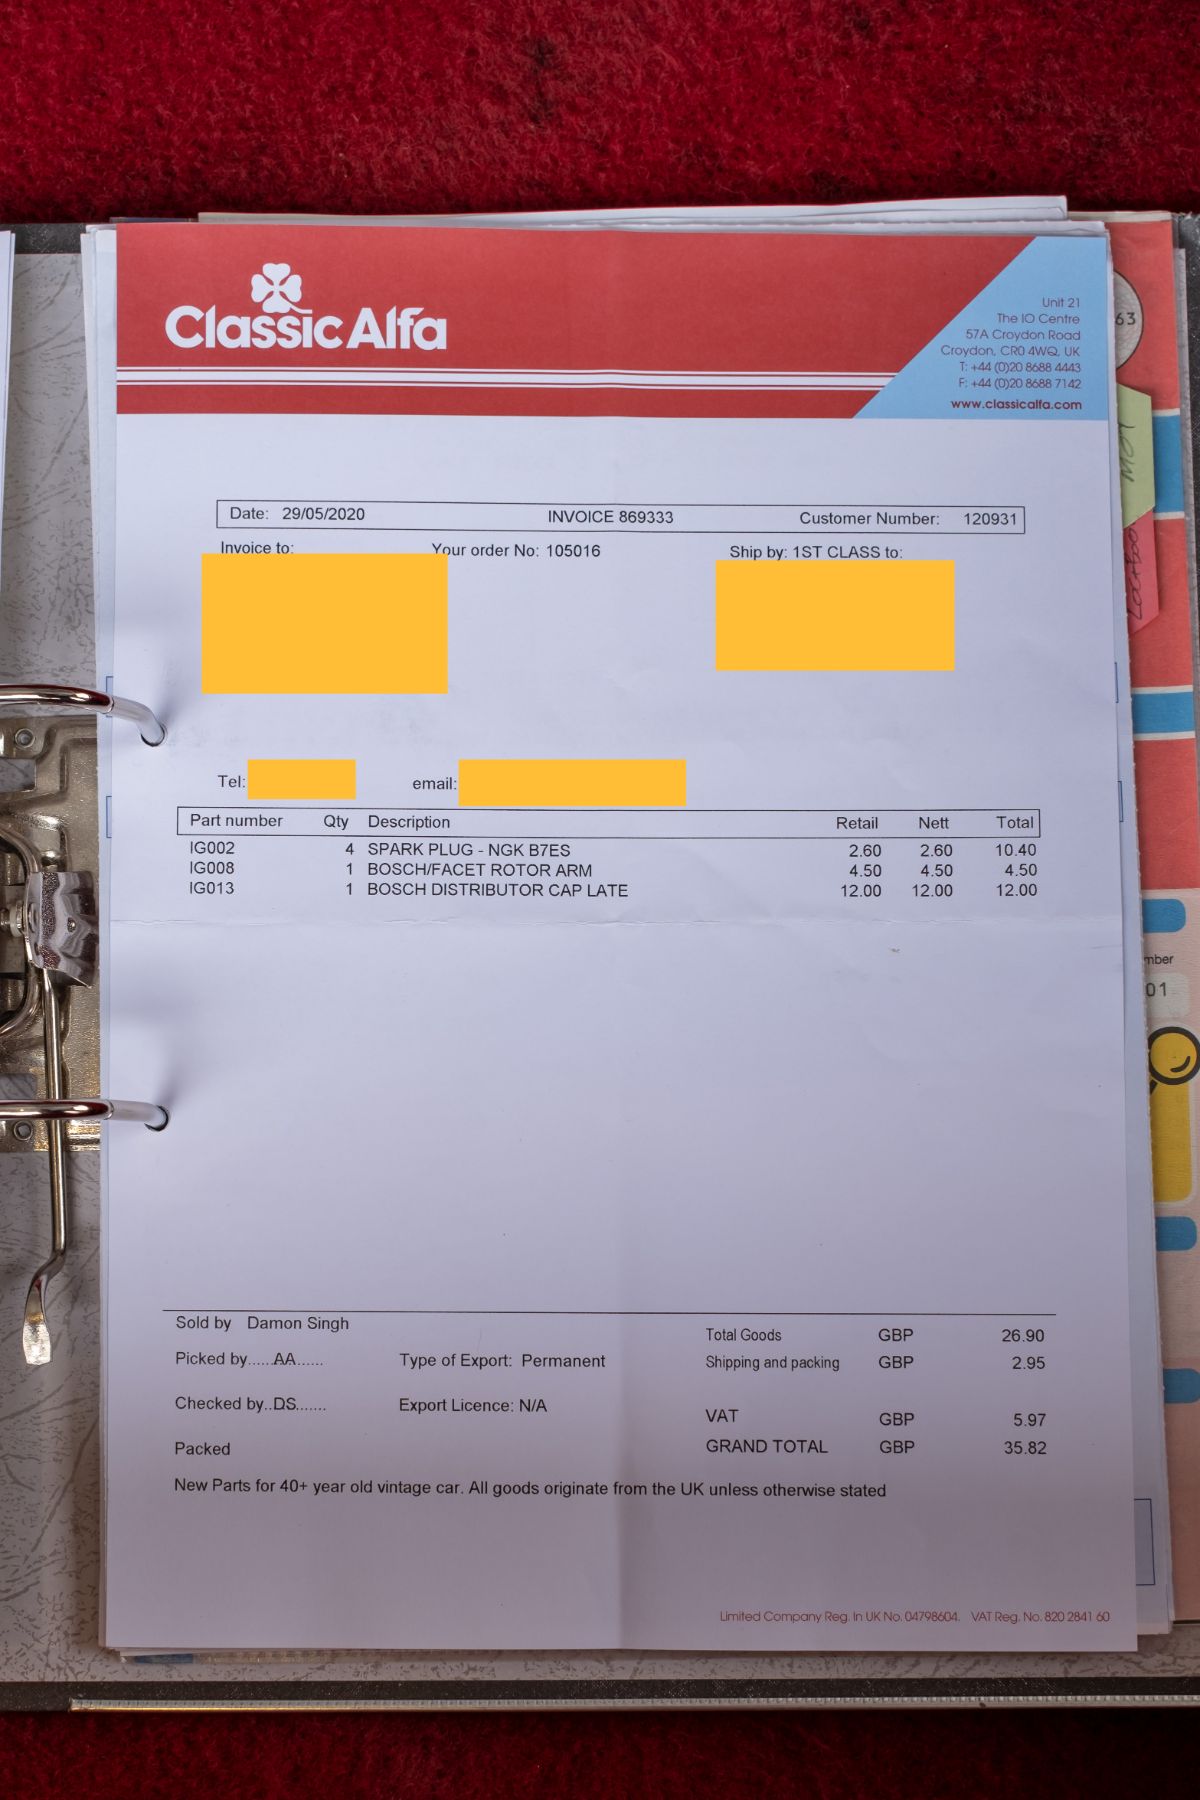 Classic Alfa
Unit 21
The IO Centre
57A Croydon Road
Croydon, CR0 4WQ, UK
T: +44 (0)20 8688 4443
F: +44 (0)20 8688 7142
www.classicalfa.com
63
MOT
Date: 29/05/2020 INVOICE 869333 Customer Number: 120931
Invoice to: Your order No: 105016 Ship by: 1ST CLASS to:
Tel: email:
Part number Qty Description Retail Nett Total
IG002 4 SPARK PLUG - NGK B7ES 2.60 2.60 10.40
IG008 1 BOSCH/FACET ROTOR ARM 4.50 4.50 4.50
IG013 1 BOSCH DISTRIBUTOR CAP LATE 12.00 12.00 12.00
mber
01
Sold by Damon Singh
Picked by......AA...... Type of Export: Permanent
Checked by..DS....... Export Licence: N/A
Packed
Total Goods GBP 26.90
Shipping and packing GBP 2.95
VAT GBP 5.97
GRAND TOTAL GBP 35.82
New Parts for 40+ year old vintage car. All goods originate from the UK unless otherwise stated
Limited Company Reg. In UK No. 04798604. VAT Reg. No. 820 2841 60